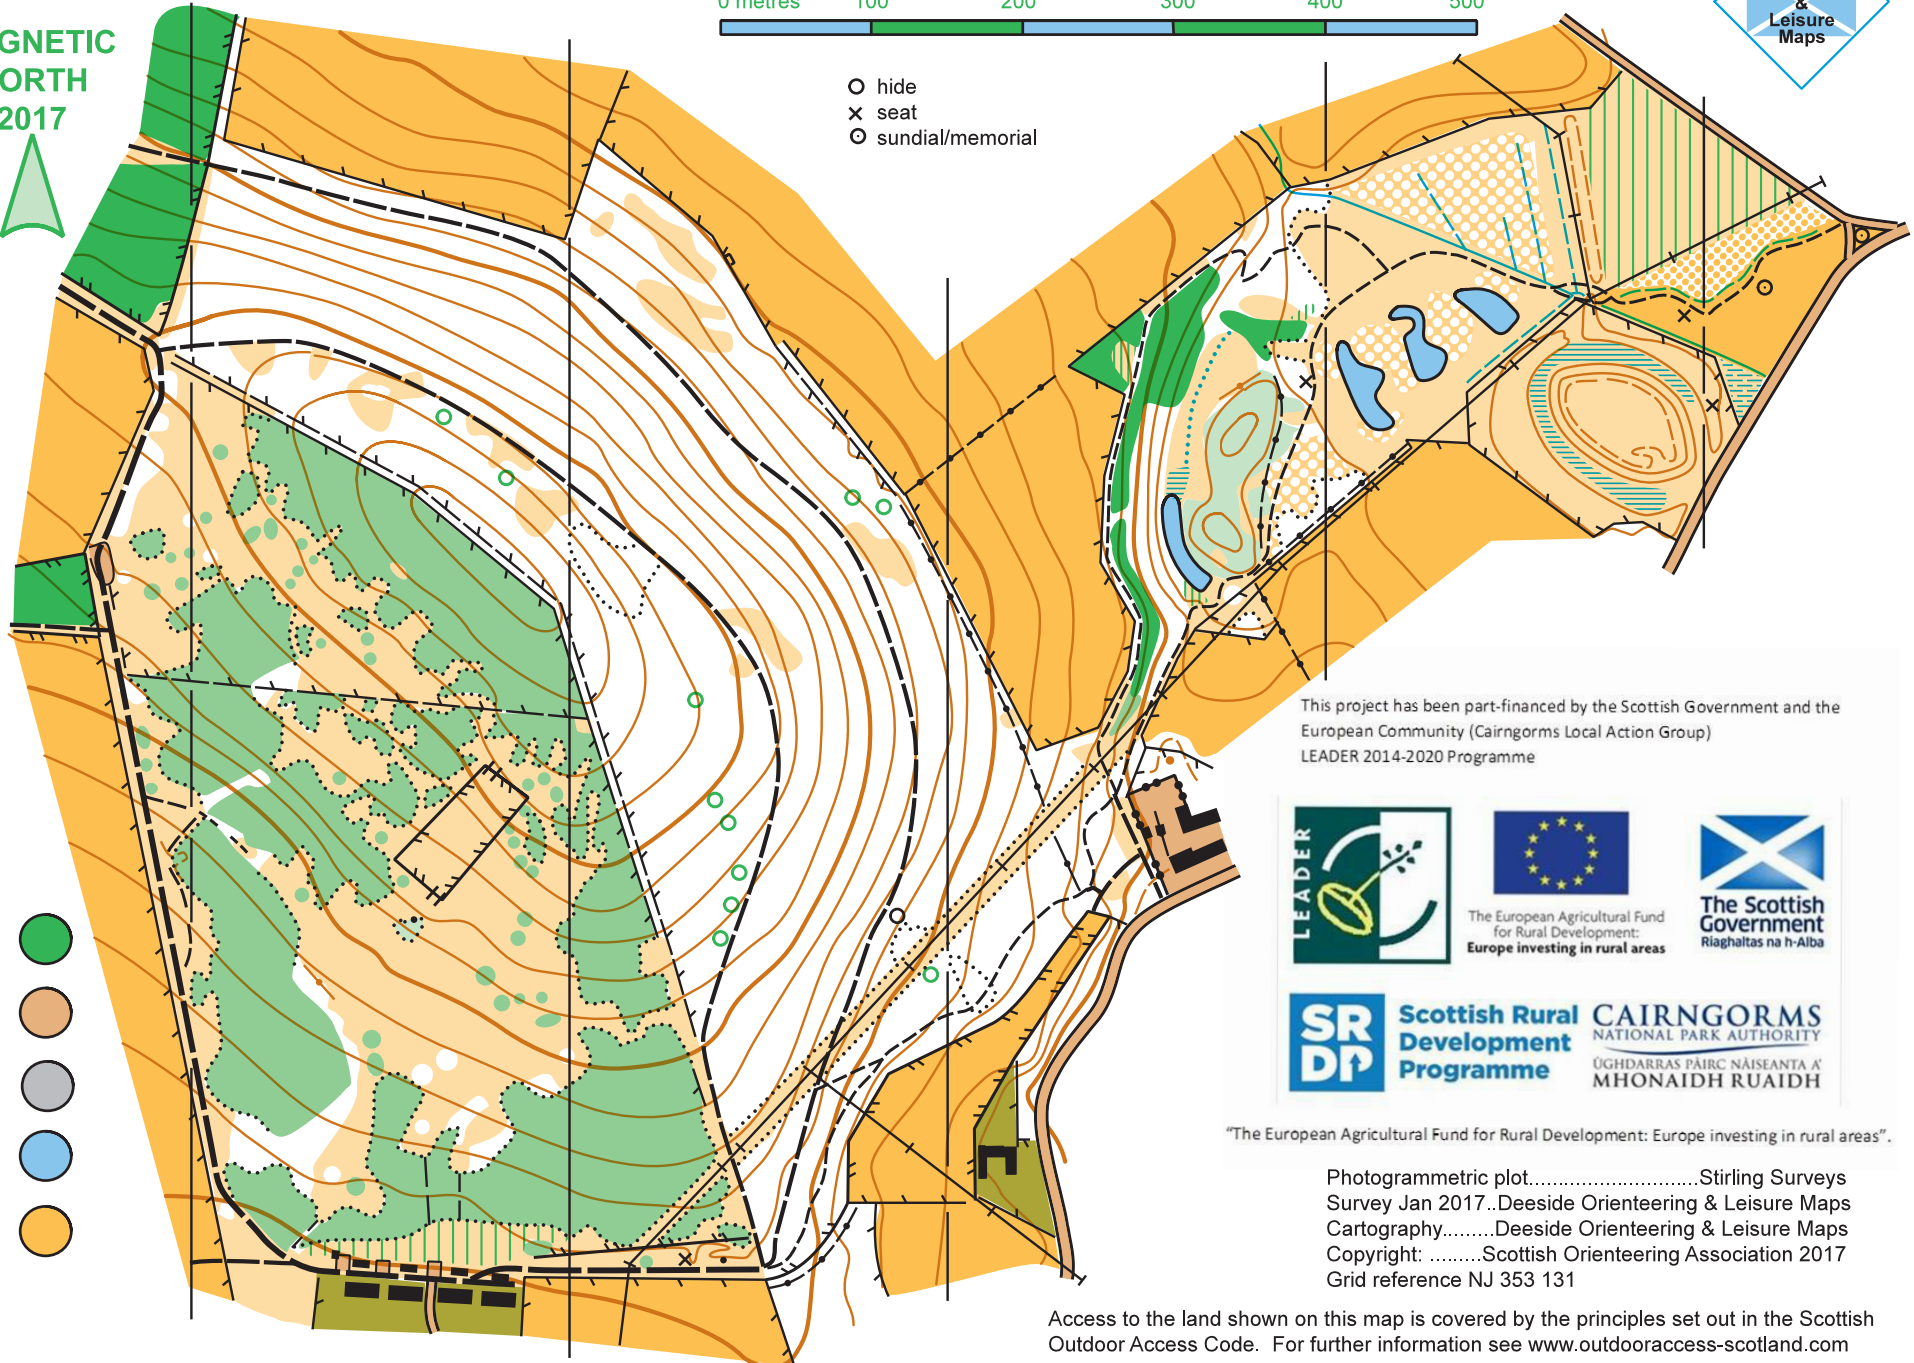 GNETIC
ORTH
2017
0 metres 100 200 300 400 500
hide
seat
sundial/memorial
&
Leisure
Maps
This project has been part-financed by the Scottish Government and the
European Community (Cairngorms Local Action Group)
LEADER 2014-2020 Programme
LEADER
The European Agricultural Fund
for Rural Development:
Europe investing in rural areas
The Scottish
Government
Riaghaltas na h-Alba
SR
DP
Scottish Rural
Development
Programme
CAIRNGORMS
NATIONAL PARK AUTHORITY
ÙGHDARRAS PÀIRC NÀISEANTA A'
MHONAIDH RUAIDH
"The European Agricultural Fund for Rural Development: Europe investing in rural areas".
Photogrammetric plot.............................Stirling Surveys
Survey Jan 2017..Deeside Orienteering & Leisure Maps
Cartography.........Deeside Orienteering & Leisure Maps
Copyright: .........Scottish Orienteering Association 2017
Grid reference NJ 353 131
Access to the land shown on this map is covered by the principles set out in the Scottish
Outdoor Access Code. For further information see www.outdooraccess-scotland.com